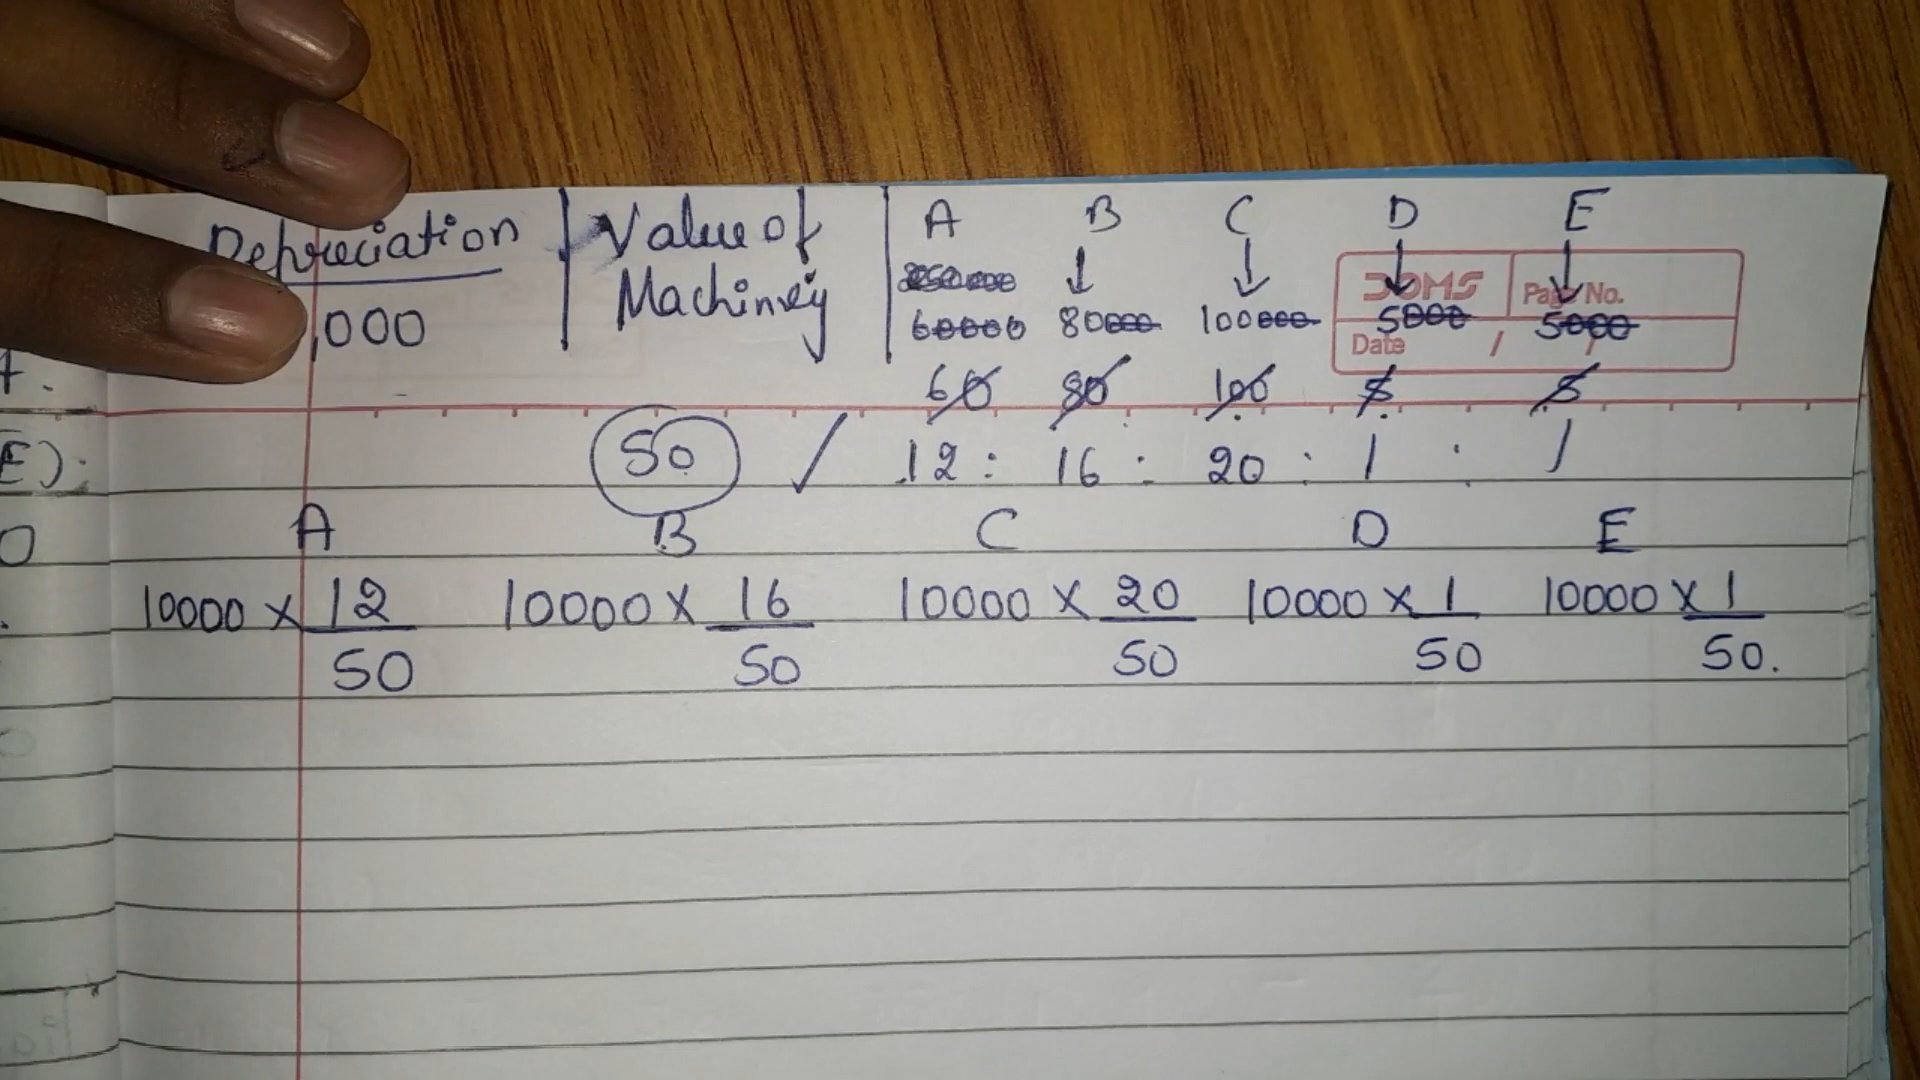 Depreciation Value of A B C D E
Machinery
,000 60000 80000 100000 5000 5000
DOMS Page No.
Date / /
60 80 100 5 5
50 ✓ 12 : 16 : 20 : 1 : 1
E):
A B C D E
10000 × 12/50 10000 × 16/50 10000 × 20/50 10000 × 1/50 10000 × 1/50.